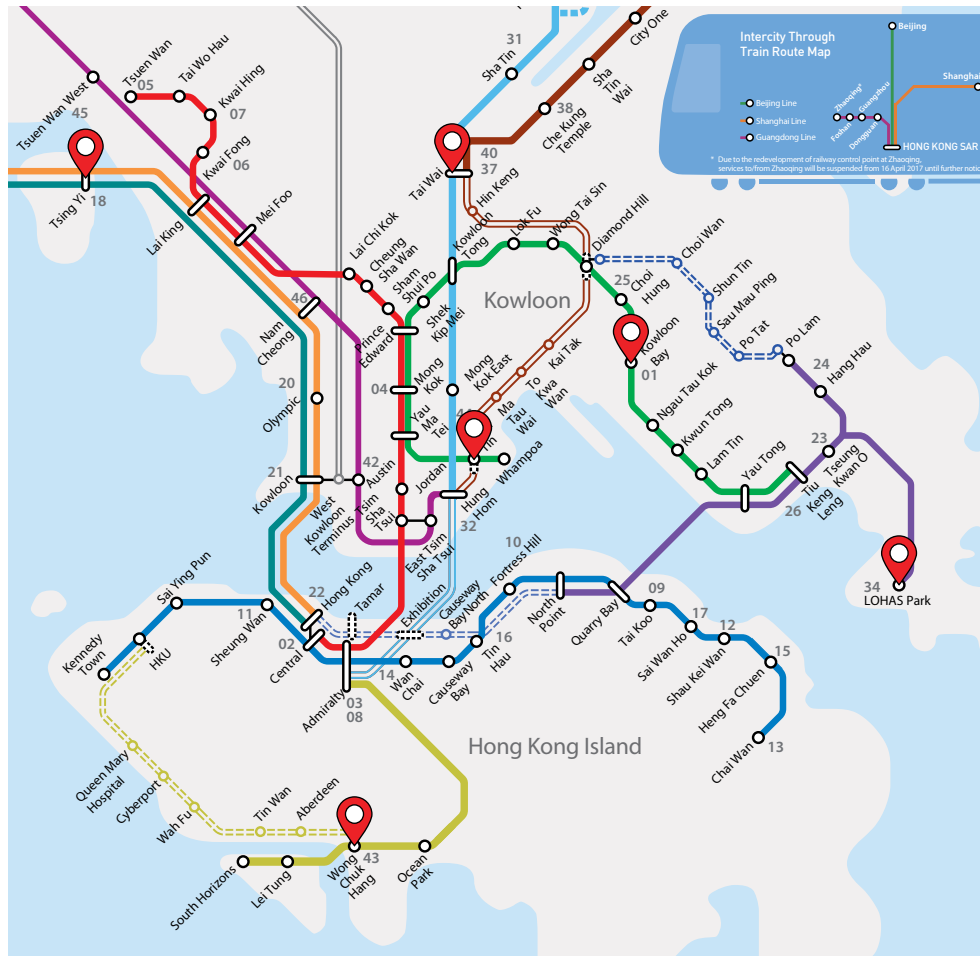 City One
31
Sha Tin
Sha
Tin
Wai
38
Che Kung
Temple
Intercity Through
Train Route Map
Beijing Line
Shanghai Line
Guangdong Line
Beijing
Shanghai
Zhaoqing*
Guangzhou
Foshan
Dongguan
HONG KONG SAR
* Due to the redevelopment of railway control point at Zhaoqing,
services to/from Zhaoqing will be suspended from 16 April 2017 until further notic
Tsuen Wan West
Tsuen Wan
05
Tai Wo Hau
Kwai Hing
07
Kwai Fong
06
45
Tsing Yi
18
Lai King
Mei Foo
Tai Wai
40
37
Hin Keng
Lai Chi Kok
Cheung
Sha Wan
Sham
Shui Po
Shek
Kip Mei
Kowloon
Tong
Lok Fu
Wong Tai Sin
Diamond Hill
Choi Wan
Shun Tin
Sau Mau Ping
Po Tat
Po Lam
25
Choi
Hung
Kowloon
Kowloon
Bay
01
24
Hang Hau
46
Nam
Cheong
Prince
Edward
20
Olympic
04
Mong
Kok
Yau
Ma
Tei
Mong
Kok East
Kai Tak
To
Kwa
Wan
Ma
Tau
Wai
Ngau Tau Kok
Kwun Tong
Lam Tin
Yau Tong
23
Tseung
Kwan O
Tiu
Keng
Leng
26
21
Kowloon
West
Kowloon
Terminus
42
Austin
Jordan
Tsim
Sha
Tsui
East Tsim
Sha Tsui
Hung
Hom
32
Whampoa
34
LOHAS Park
Sai Ying Pun
11
Sheung Wan
Kennedy
Town
HKU
22
Hong Kong
02
Central
Tamar
Exhibition
Causeway
Bay North
10
Fortress Hill
North
Point
Quarry Bay
09
Tai Koo
17
Sai Wan Ho
12
Shau Kei Wan
15
Heng Fa Chuen
Chai Wan
13
Admiralty
03
08
14
Wan
Chai
Causeway
Bay
16
Tin
Hau
Hong Kong Island
Queen Mary
Hospital
Cyberport
Wah Fu
Tin Wan
Aberdeen
South Horizons
Lei Tung
Wong
Chuk
Hang
43
Ocean
Park